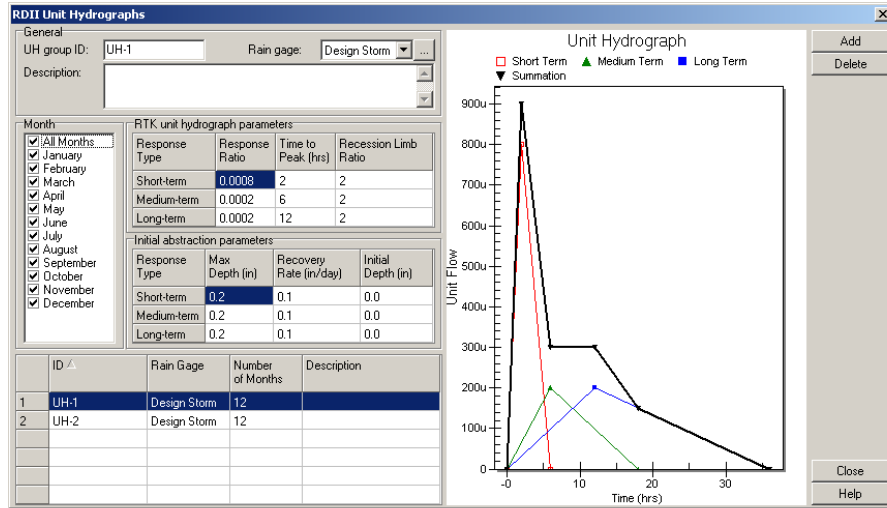 RDII Unit Hydrographs
General
UH group ID: UH-1 Rain gage: Design Storm ...
Description:
Month
All Months
January
February
March
April
May
June
July
August
September
October
November
December
RTK unit hydrograph parameters
Response Type Response Ratio Time to Peak (hrs) Recession Limb Ratio
Short-term 0.0008 2 2
Medium-term 0.0002 6 2
Long-term 0.0002 12 2
Initial abstraction parameters
Response Type Max Depth (in) Recovery Rate (in/day) Initial Depth (in)
Short-term 0.2 0.1 0.0
Medium-term 0.2 0.1 0.0
Long-term 0.2 0.1 0.0
ID Rain Gage Number of Months Description
1 UH-1 Design Storm 12
2 UH-2 Design Storm 12
Unit Hydrograph
Short Term Medium Term Long Term
Summation
Unit Flow
900u
800u
700u
600u
500u
400u
300u
200u
100u
0
-0 10 20 30
Time (hrs)
Add
Delete
Close
Help